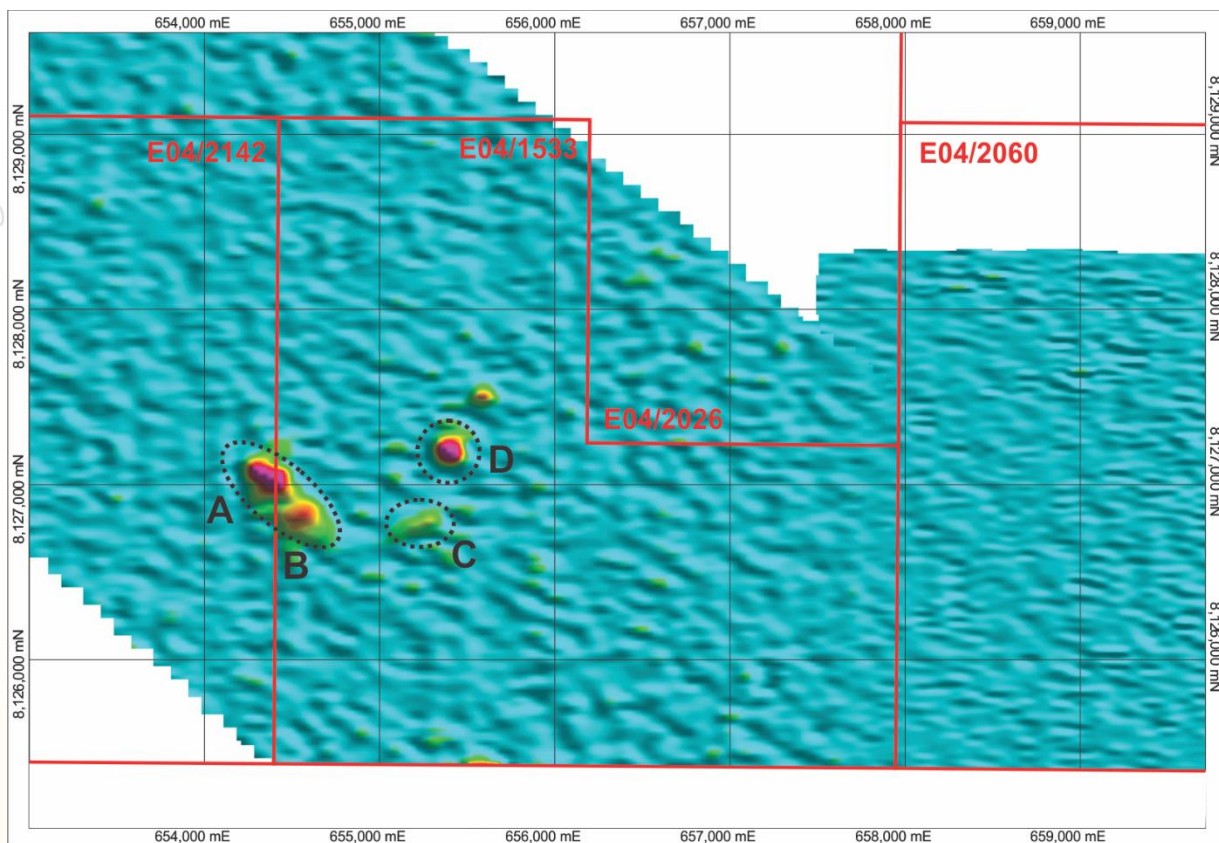 654,000 mE 655,000 mE 656,000 mE 657,000 mE 658,000 mE 659,000 mE
8,129,000 mN 8,129,000 mN
E04/2142 E04/1533 E04/2060
8,128,000 mN 8,128,000 mN
E04/2026
D
8,127,000 mN 8,127,000 mN
A
C
B
8,126,000 mN 8,126,000 mN
654,000 mE 655,000 mE 656,000 mE 657,000 mE 658,000 mE 659,000 mE